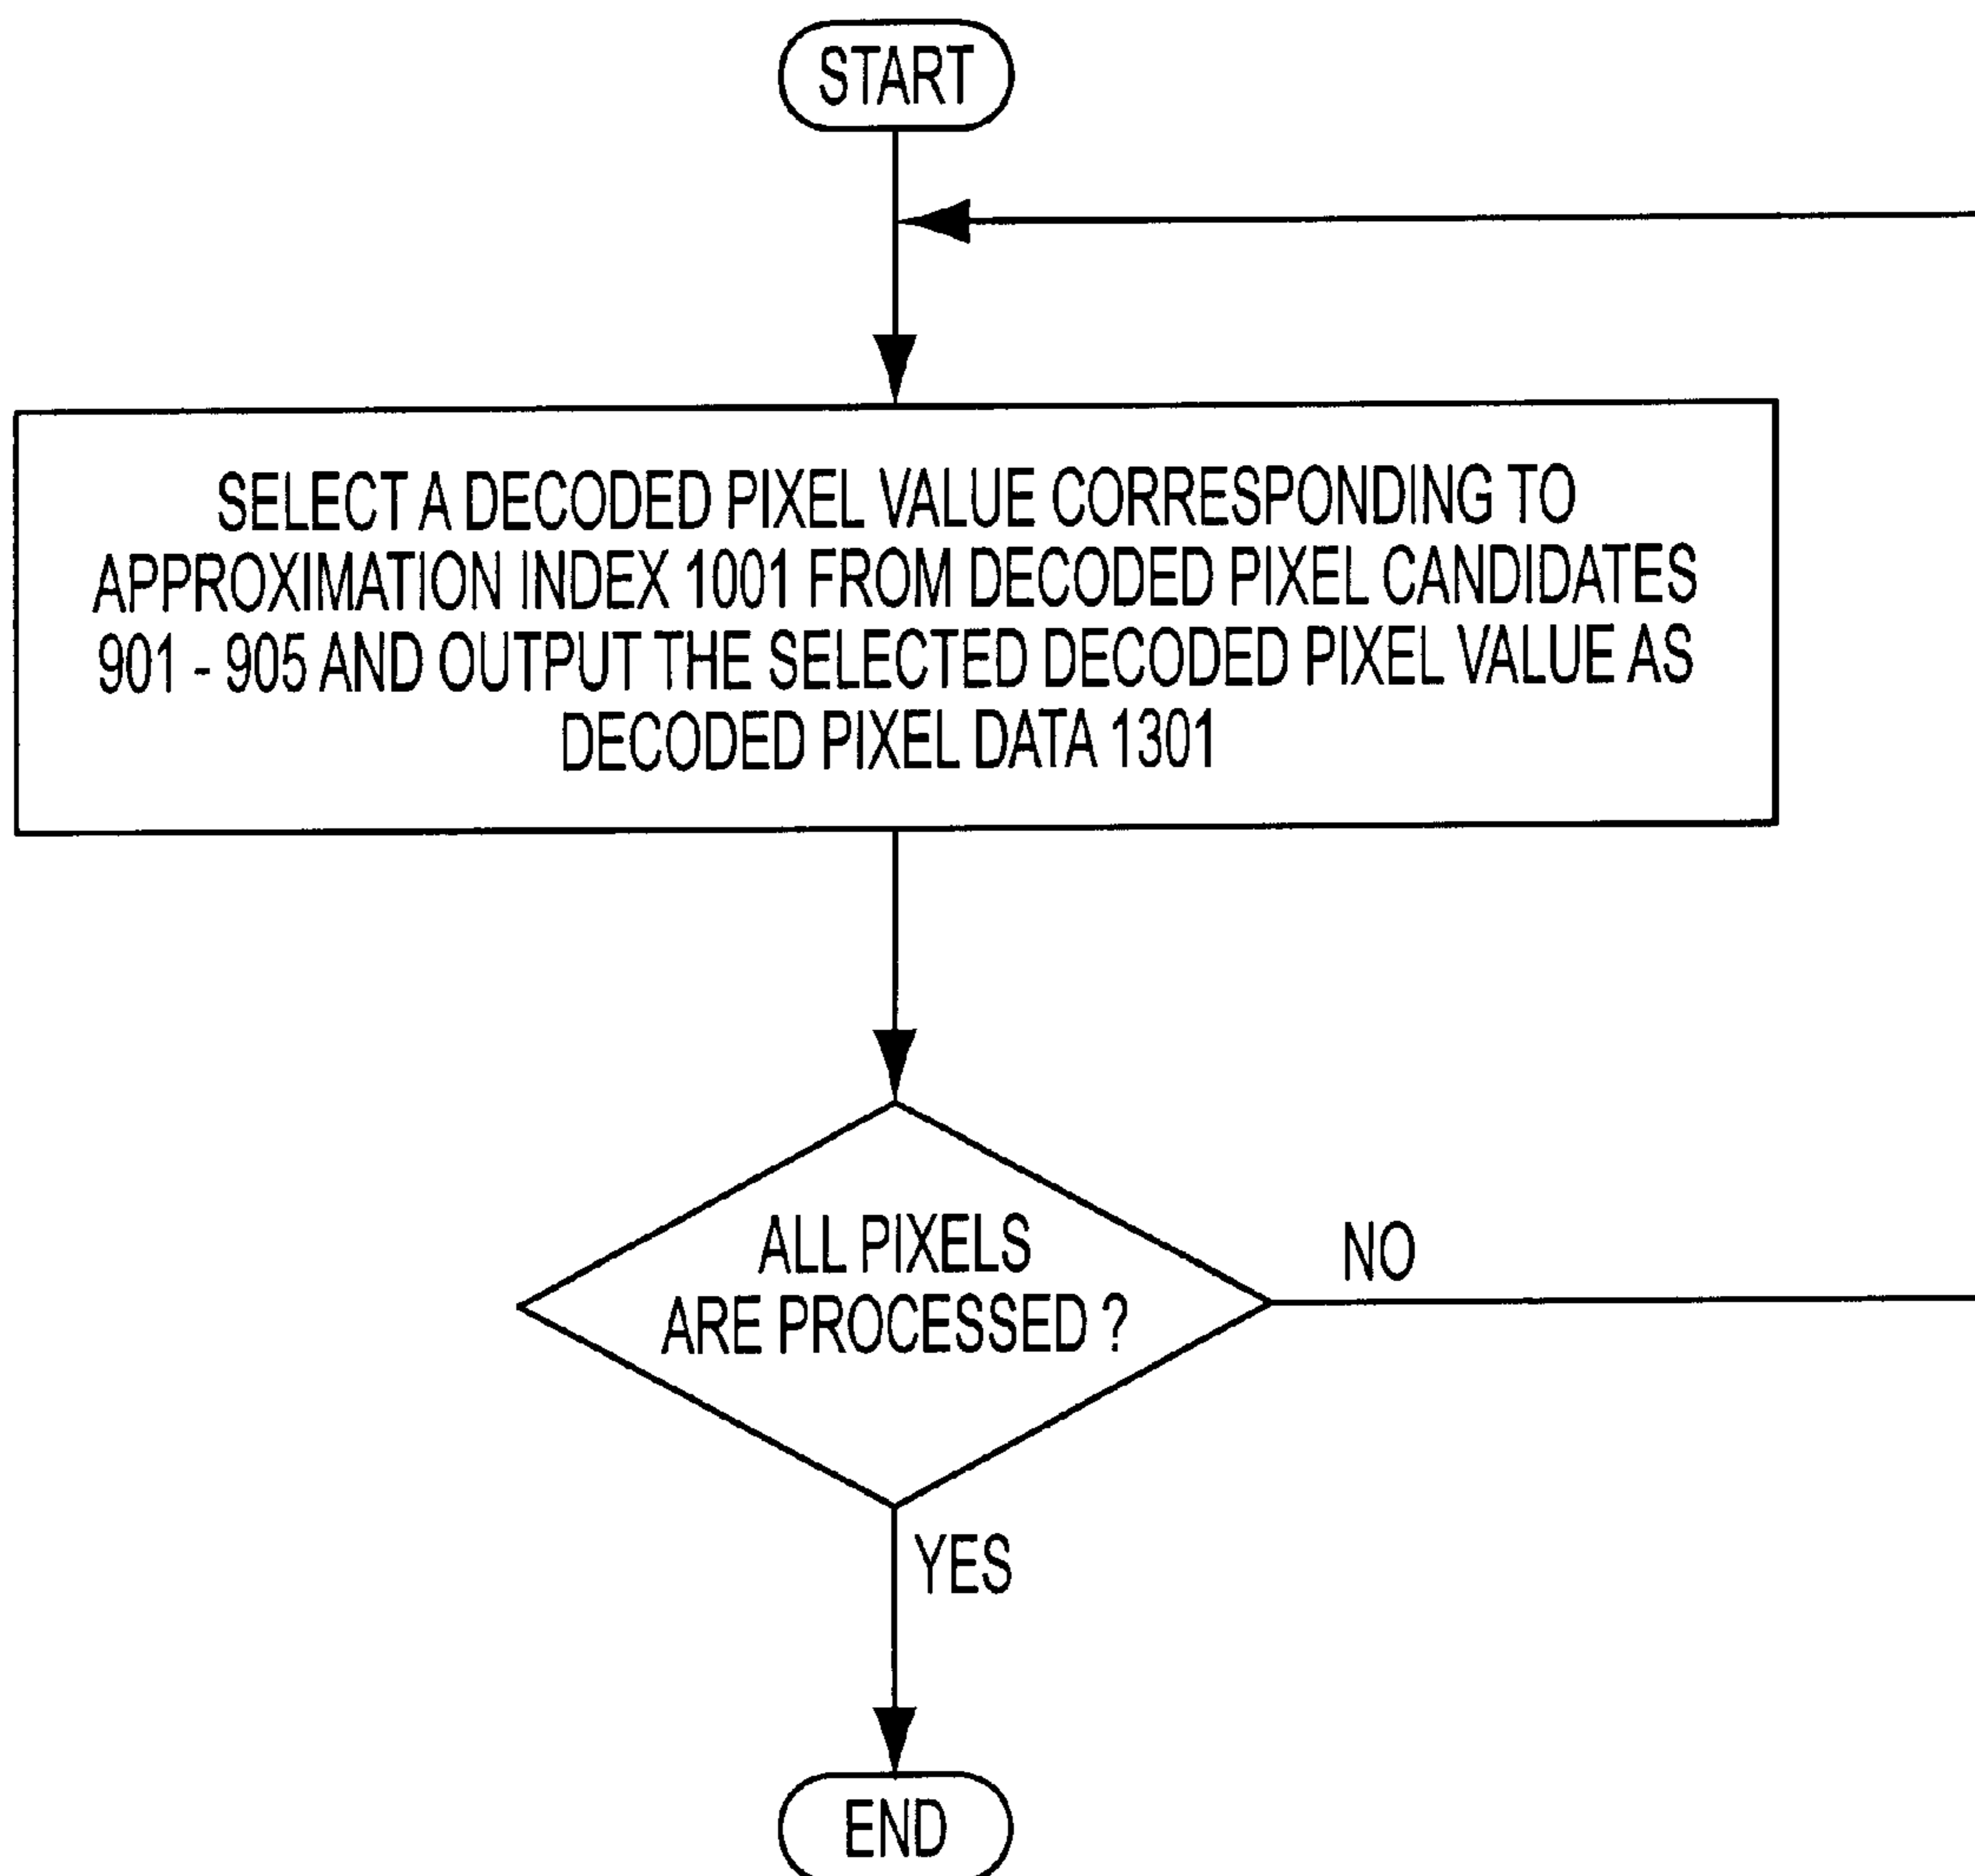 START
SELECT A DECODED PIXEL VALUE CORRESPONDING TO
APPROXIMATION INDEX 1001 FROM DECODED PIXEL CANDIDATES
901 - 905 AND OUTPUT THE SELECTED DECODED PIXEL VALUE AS
DECODED PIXEL DATA 1301
ALL PIXELS
ARE PROCESSED ?
NO
YES
END